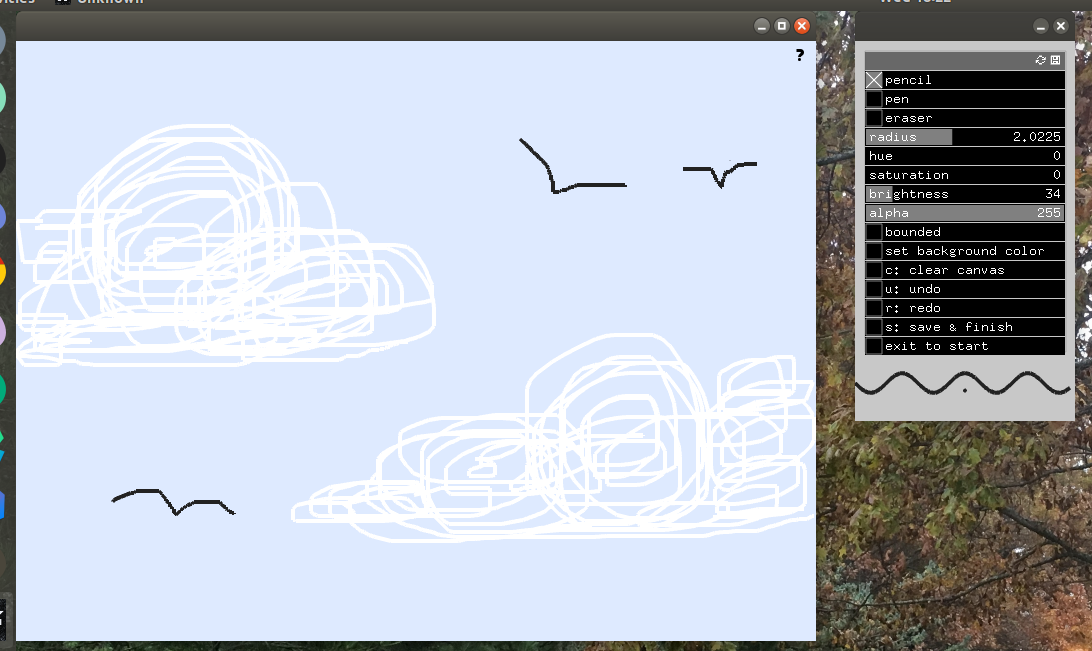 ?
pencil
pen
eraser
radius 2.0225
hue 0
saturation 0
brightness 34
alpha 255
bounded
set background color
c: clear canvas
u: undo
r: redo
s: save & finish
exit to start